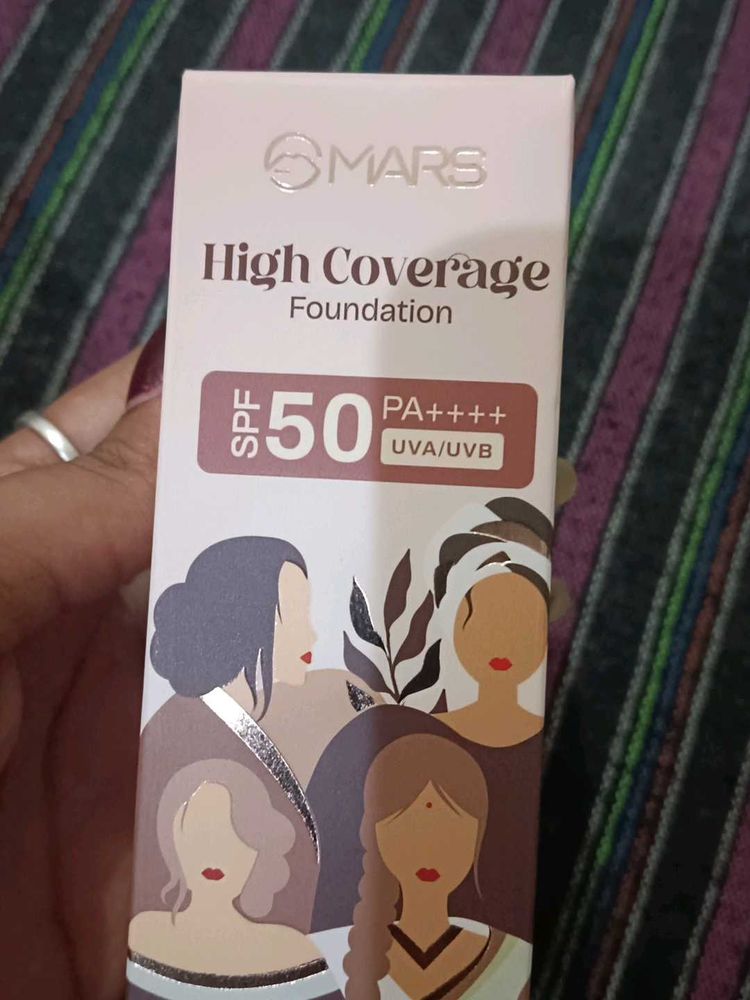 MARS
High Coverage
Foundation
SPF 50 PA++++
UVA/UVB